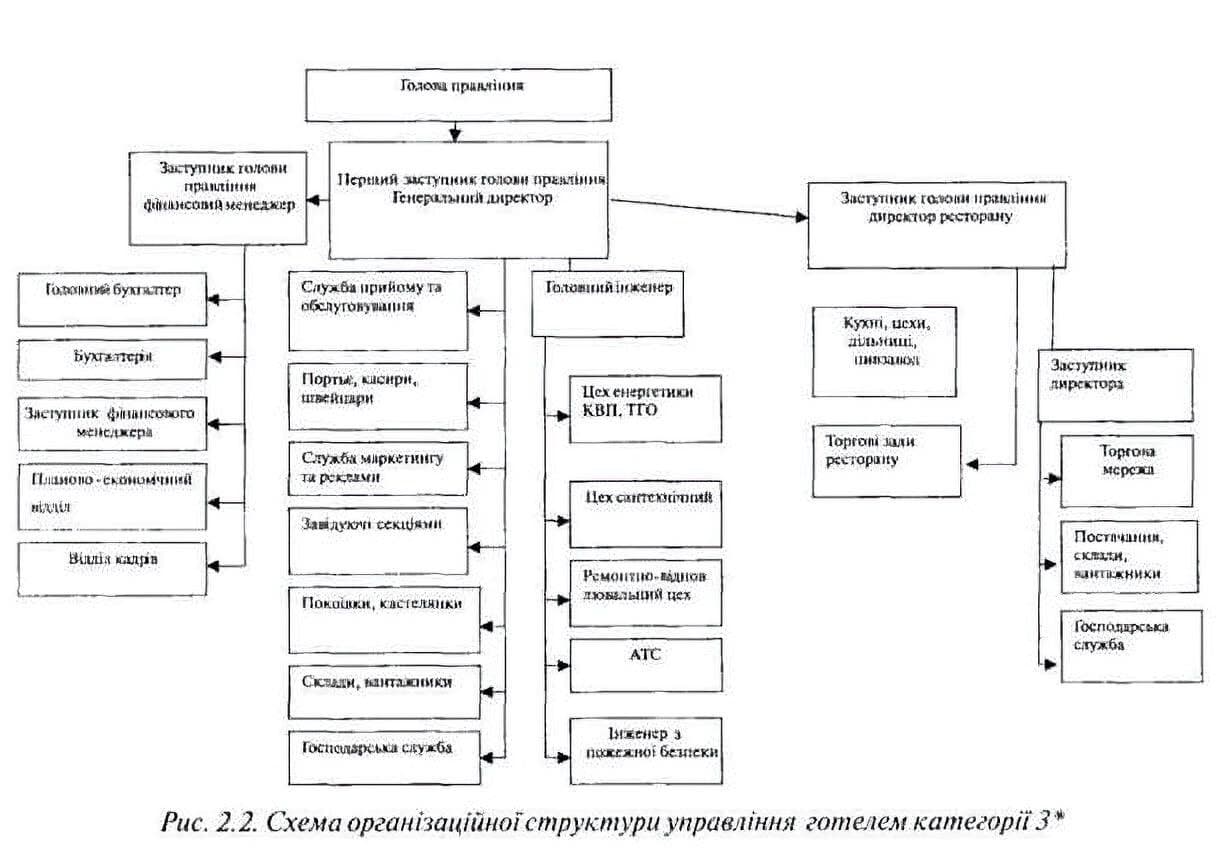 Голова правління
Заступник голови
правління
фінансовий менеджер
Перший заступник голови правління
Генеральний директор
Заступник голови правління
директор ресторану
Головний бухгалтер
Бухгалтерія
Заступник фінансового
менеджера
Планово-економічний
відділ
Відділ кадрів
Служба прийому та
обслуговування
Портьє, касири,
швейцари
Служба маркетингу
та реклами
Завідуючі секціями
Покоївки, кастелянки
Склади, вантажники
Господарська служба
Головний інженер
Цех енергетики
КВП, ТГО
Цех сантехнічний
Ремонтно-віднов
лювальний цех
АТС
Інженер з
пожежної безпеки
Кухні, цехи,
дільниці,
пивзавод
Торгові зали
ресторану
Заступник
директора
Торгова
мережа
Постачання,
склади,
вантажники
Господарська
служба
Рис. 2.2. Схема організаційної структури управління готелем категорії 3*